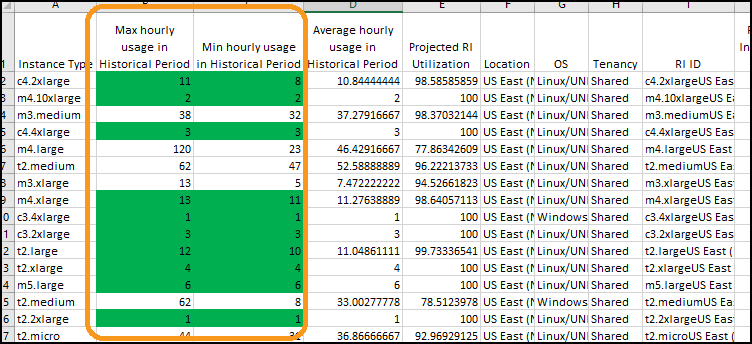 A B C D E F G H I
Max hourly usage in Historical Period
Min hourly usage in Historical Period
Average hourly usage in Historical Period
Projected RI Utilization
1 Instance Type Location OS Tenancy RI ID In
2 c4.2xlarge 11 8 10.84444444 98.58585859 US East (N Linux/UNI Shared c4.2xlargeUS Eas
3 m4.10xlarge 2 2 2 100 US East (N Linux/UNI Shared m4.10xlargeUS E
4 m3.medium 38 32 37.27916667 98.37032144 US East (N Linux/UNI Shared m3.mediumUS Ea
5 c4.4xlarge 3 3 3 100 US East (N Linux/UNI Shared c4.4xlargeUS Eas
6 m4.large 120 23 46.42916667 77.86342609 US East (N Linux/UNI Shared m4.largeUS East
7 t2.medium 62 47 52.58888889 96.22213733 US East (N Linux/UNI Shared t2.mediumUS Eas
8 m3.xlarge 13 5 7.472222222 94.52661823 US East (N Linux/UNI Shared m3.xlargeUS East
9 m4.xlarge 13 11 11.27638889 98.64057113 US East (N Linux/UNI Shared m4.xlargeUS East
0 c3.4xlarge 1 1 1 100 US East (N Windows Shared c3.4xlargeUS Eas
1 c3.2xlarge 3 3 3 100 US East (N Linux/UNI Shared c3.2xlargeUS Eas
2 t2.large 12 10 11.04861111 99.73336541 US East (N Linux/UNI Shared t2.largeUS East (
3 t2.xlarge 4 4 4 100 US East (N Linux/UNI Shared t2.xlargeUS East
4 m5.large 6 6 6 100 US East (N Linux/UNI Shared m5.largeUS East
5 t2.medium 62 8 33.00277778 78.5123978 US East (N Windows Shared t2.mediumUS Eas
6 t2.2xlarge 1 1 1 100 US East (N Linux/UNI Shared t2.2xlargeUS Eas
7 t2.micro 44 36.86666667 92.96929125 US East (N Linux/UNI Shared t2.microUS East (